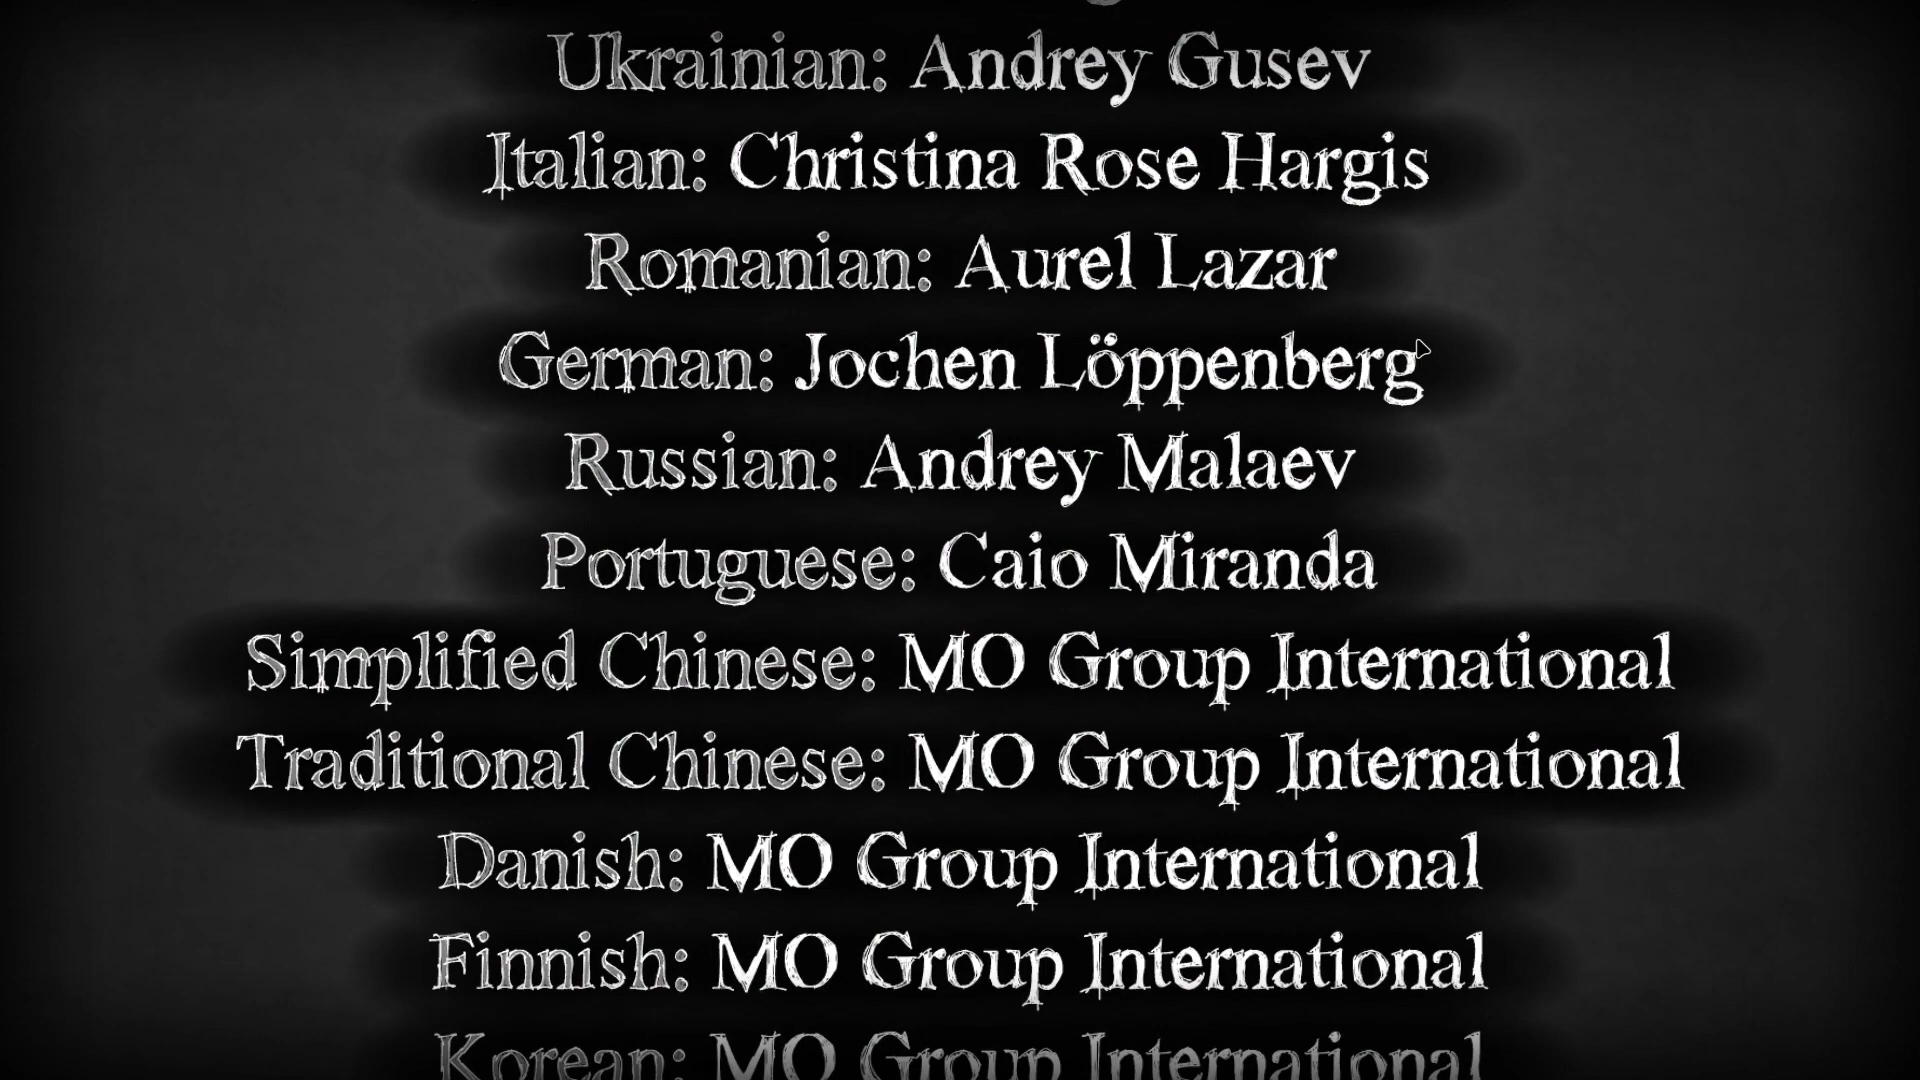 Ukrainian: Andrey Gusev
Italian: Christina Rose Hargis
Romanian: Aurel Lazar
German: Jochen Löppenberg
Russian: Andrey Malaev
Portuguese: Caio Miranda
Simplified Chinese: MO Group International
Traditional Chinese: MO Group International
Danish: MO Group International
Finnish: MO Group International
Korean: MO Group International